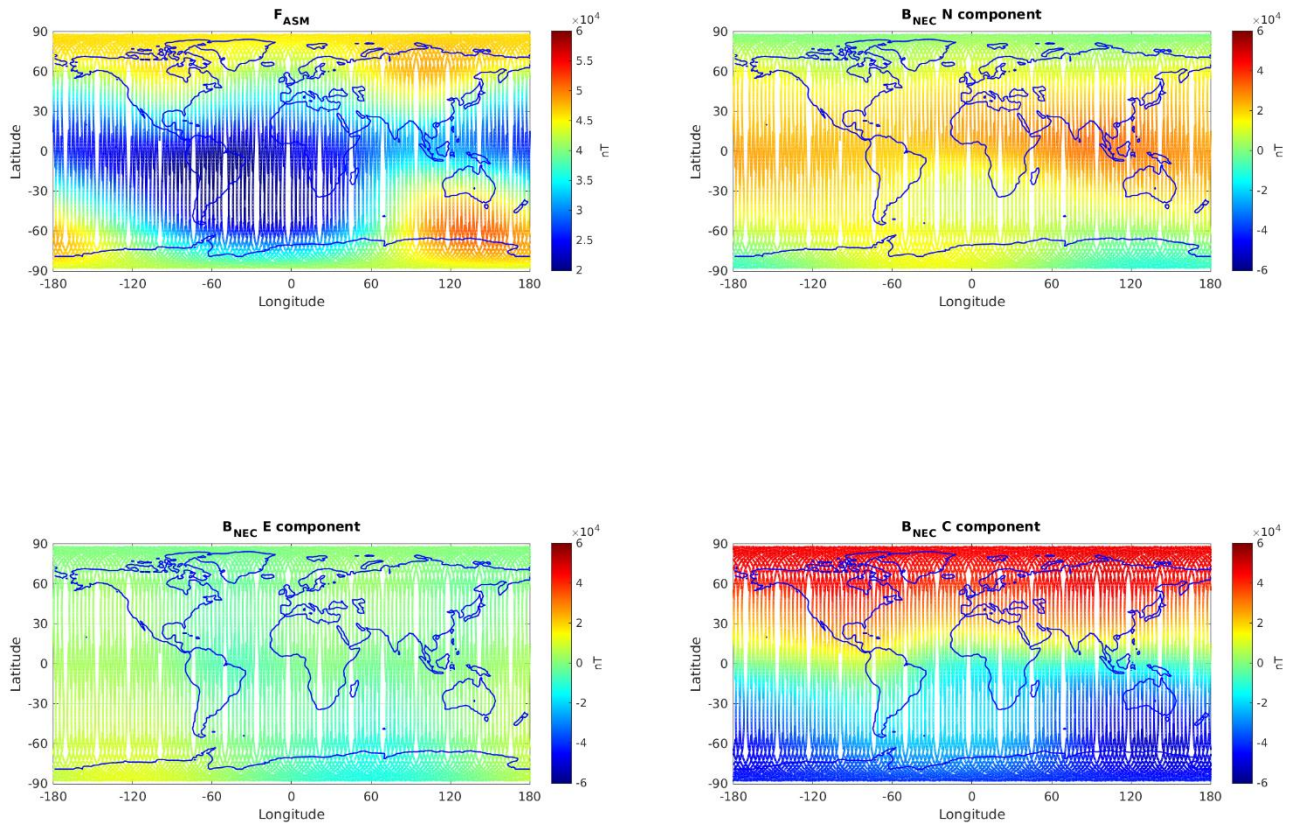 F_ASM
×10^4
90 60 30 0 -30 -60 -90
Latitude
-180 -120 -60 0 60 120 180
Longitude
6 5.5 5 4.5 4 3.5 3 2.5 2
nT
B_NEC N component
×10^4
90 60 30 0 -30 -60 -90
Latitude
-180 -120 -60 0 60 120 180
Longitude
6 4 2 0 -2 -4 -6
nT
B_NEC E component
×10^4
90 60 30 0 -30 -60 -90
Latitude
-180 -120 -60 0 60 120 180
Longitude
6 4 2 0 -2 -4 -6
nT
B_NEC C component
×10^4
90 60 30 0 -30 -60 -90
Latitude
-180 -120 -60 0 60 120 180
Longitude
6 4 2 0 -2 -4 -6
nT